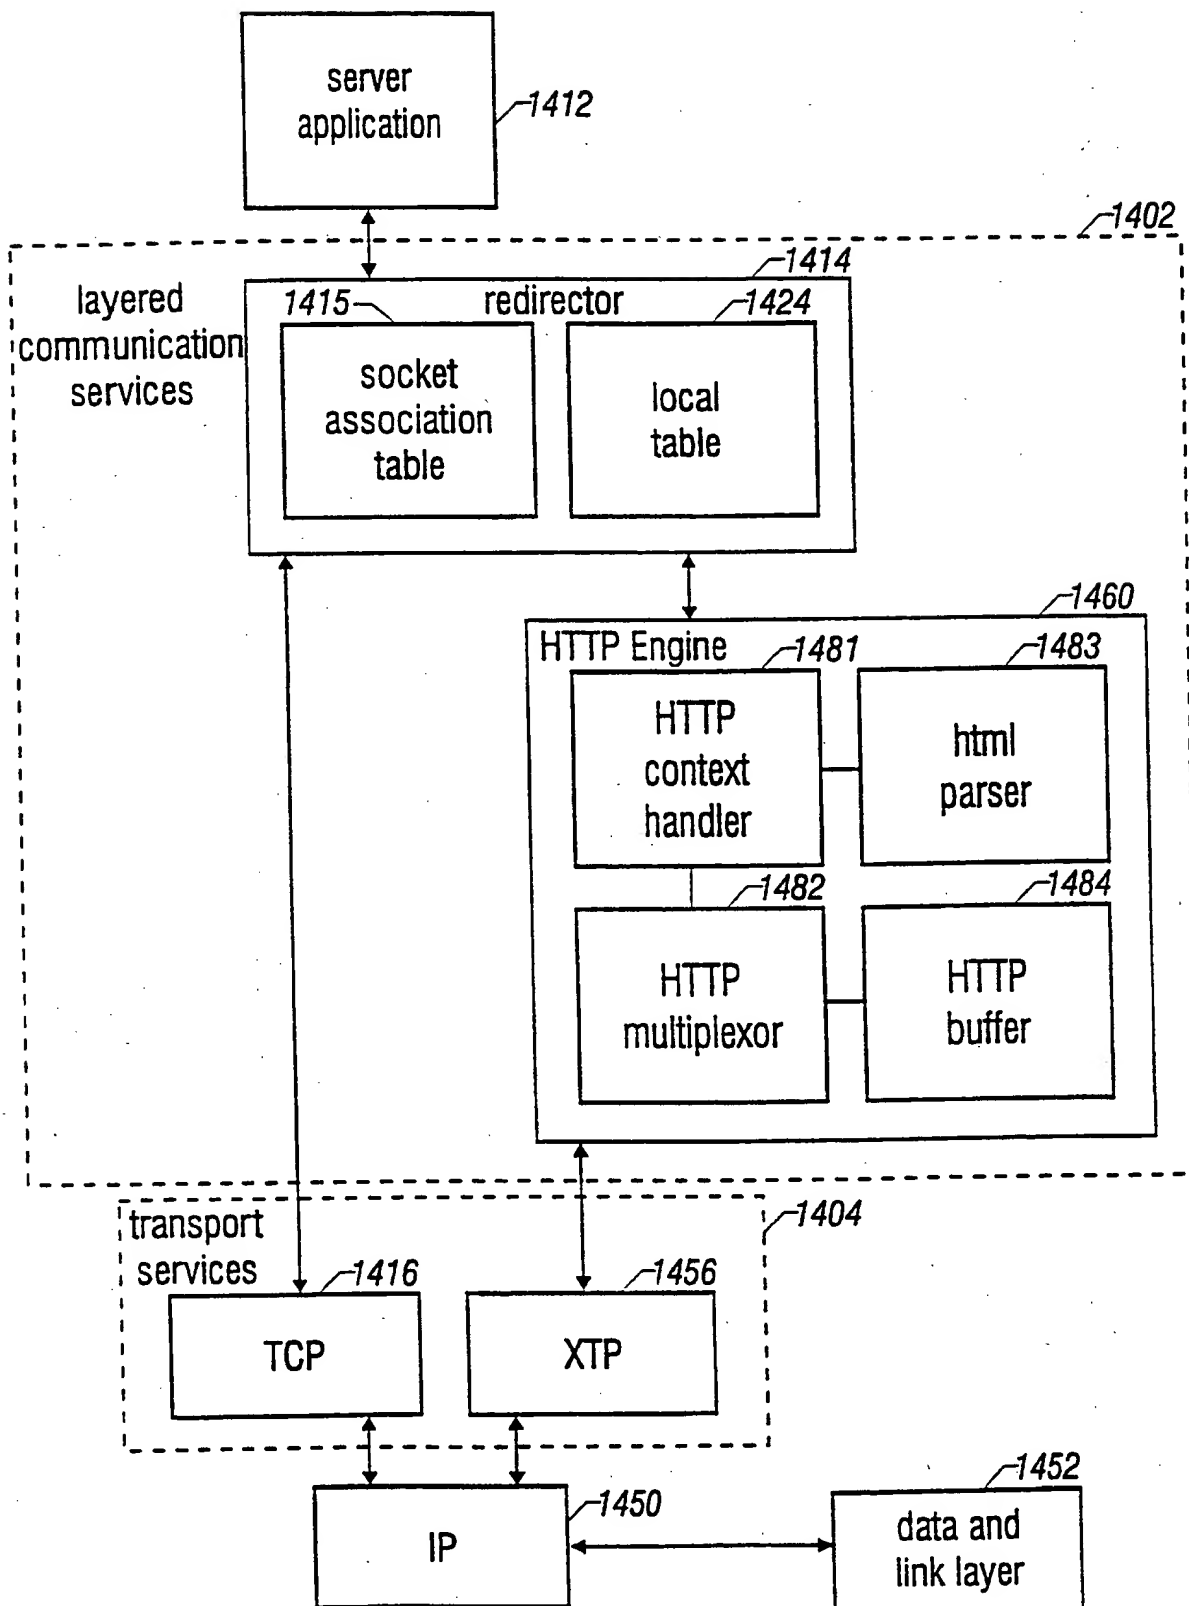 server
application
1412
1402
layered
communication
services
1414
redirector
1415
1424
socket
association
table
local
table
1460
HTTP Engine
1481
1483
HTTP
context
handler
html
parser
1482
1484
HTTP
multiplexor
HTTP
buffer
transport
services
1404
1416
1456
TCP
XTP
1450
IP
1452
data and
link layer